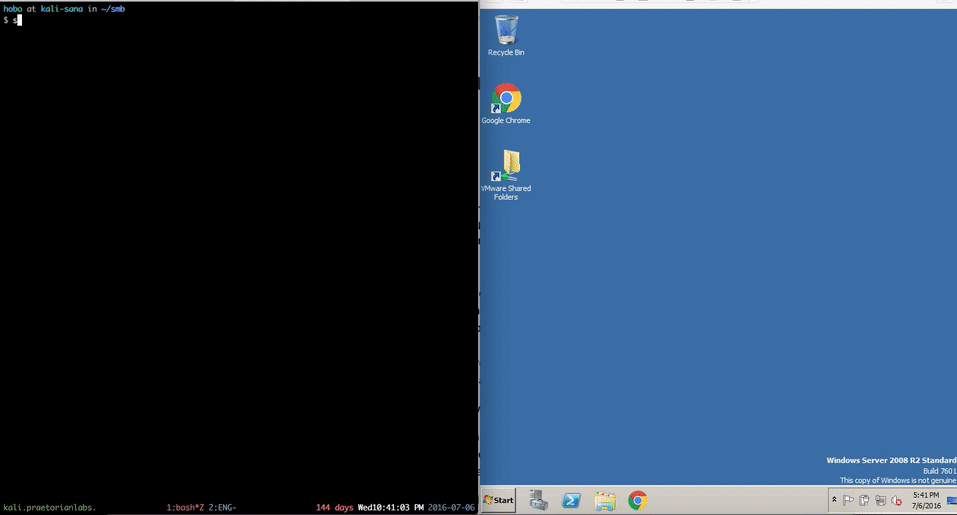 hobo at kali-sana in ~/smb
$ s
kali.praetorianlabs. 1:bash*Z 2:ENG- 144 days Wed10:41:03 PM 2016-07-06
Recycle Bin
Google Chrome
VMware Shared
Folders
Windows Server 2008 R2 Standard
Build 7601
This copy of Windows is not genuine
Start
5:41 PM
7/6/2016